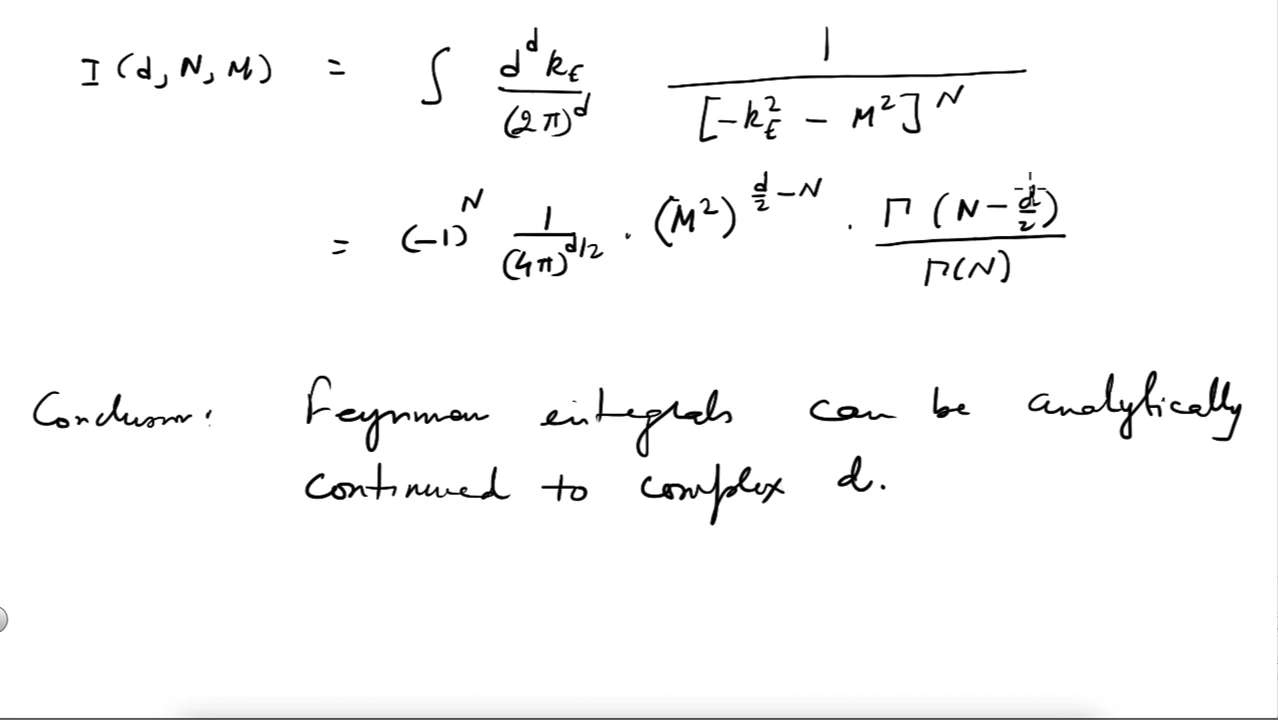 I (d, N, M) = ∫ d^d k_E / (2π)^d 1 / [-k_E^2 - M^2]^N
= (-1)^N 1 / (4π)^{d/2} · (M^2)^{d/2 - N} · Γ(N - d/2) / Γ(N)
Conclusion: Feynman integrals can be analytically
continued to complex d.